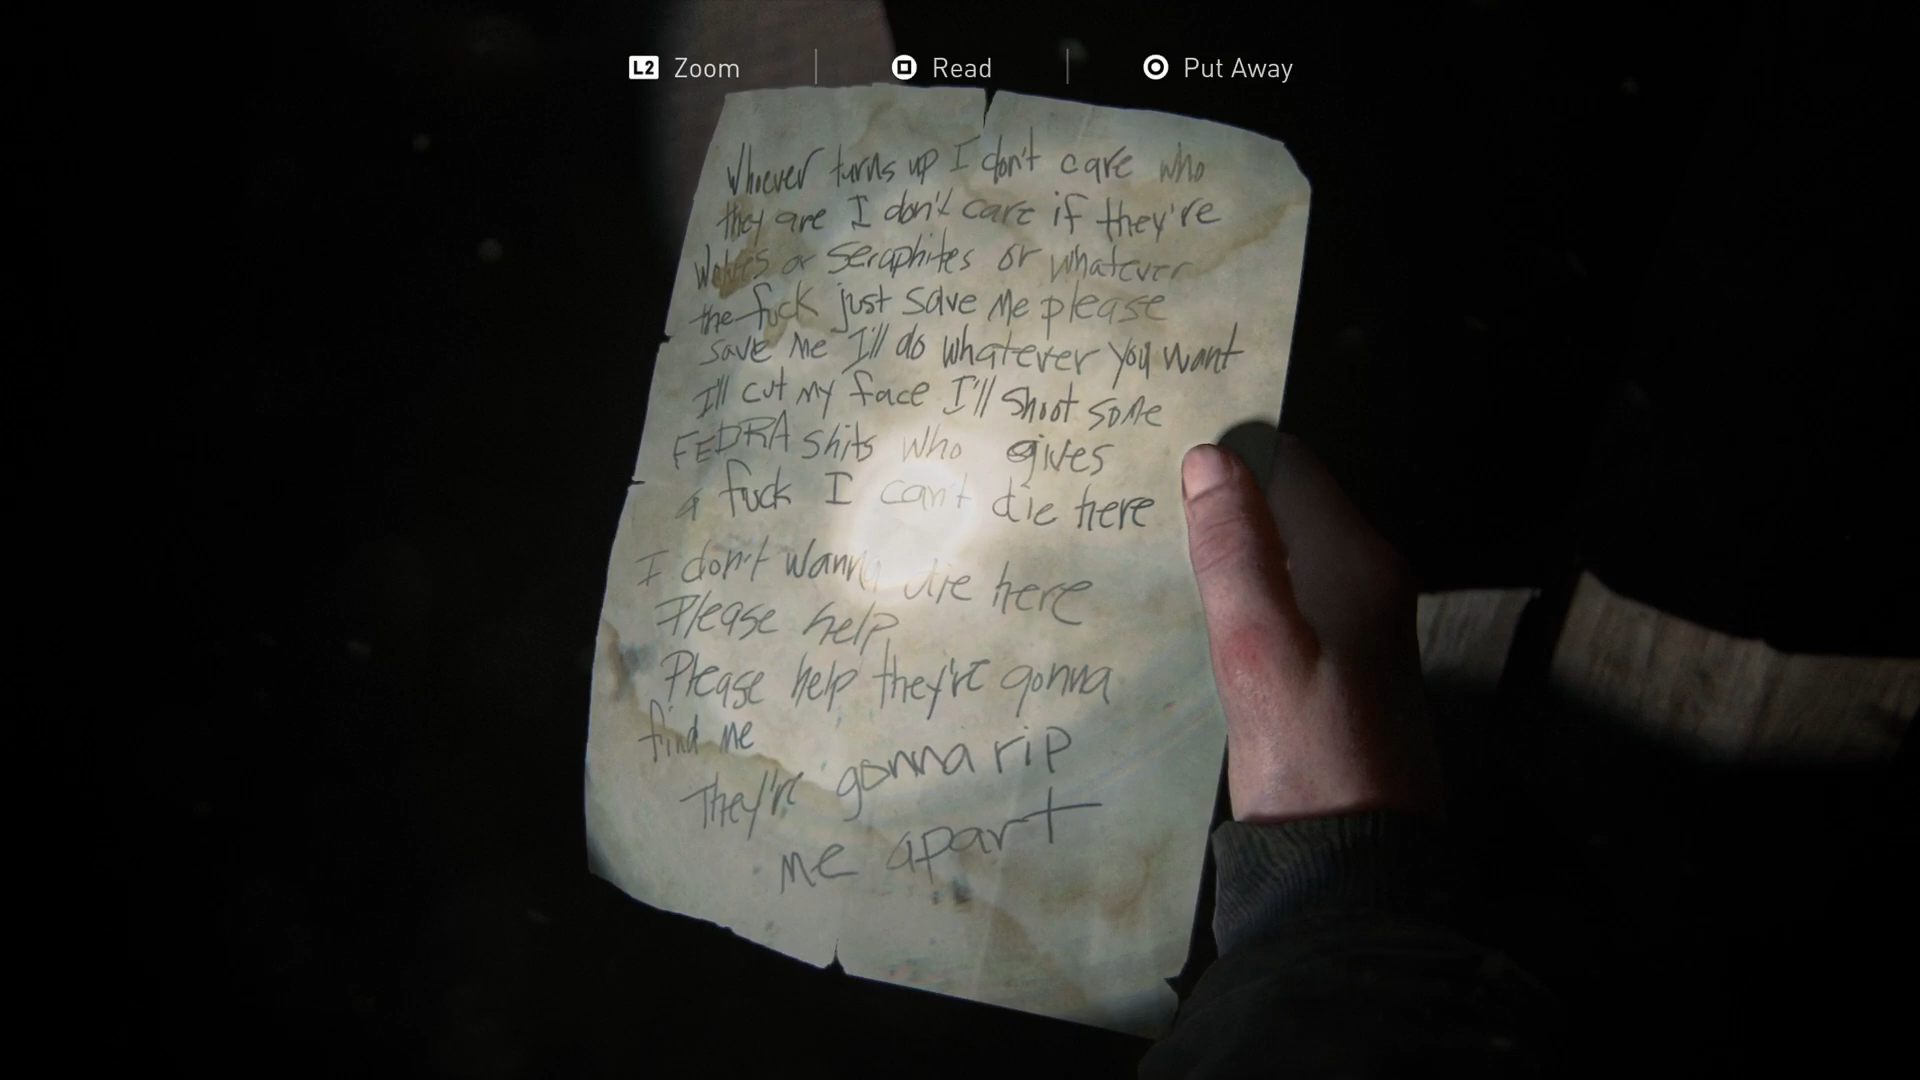 L2 Zoom Read Put Away
Whoever turns up I don't care who
they are I don't care if they're
Wolves or Seraphites or whatever
the fuck just save me please
save me I'll do whatever you want
I'll cut my face I'll shoot some
FEDRA shits who gives
a fuck I can't die here
I don't wanna die here
Please help
Please help they're gonna
find me
They're gonna rip
me apart